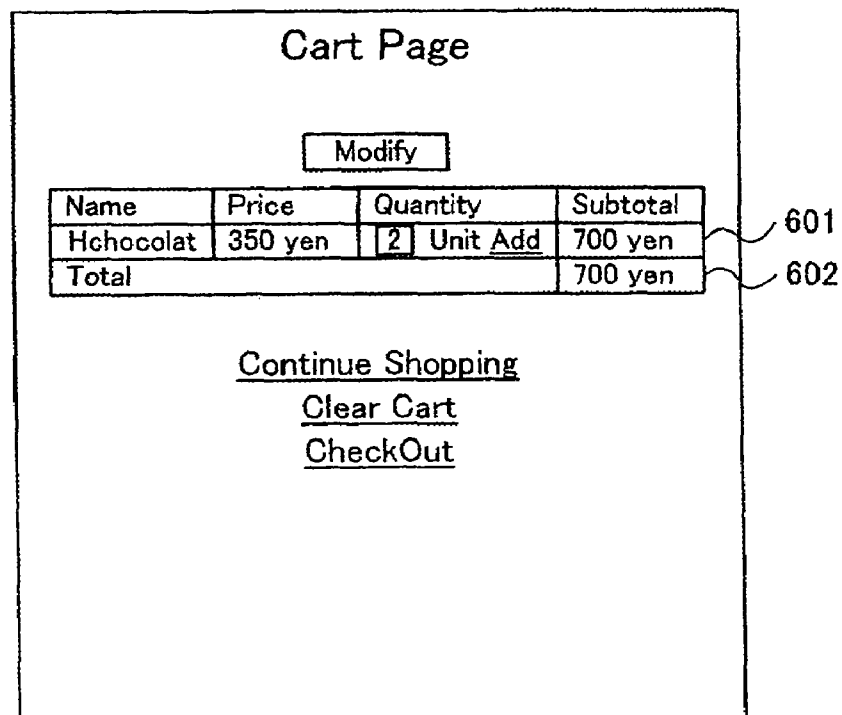 Cart Page
Modify
Name Price Quantity Subtotal
Hchocolat 350 yen 2 Unit Add 700 yen 601
Total 700 yen 602
Continue Shopping
Clear Cart
CheckOut